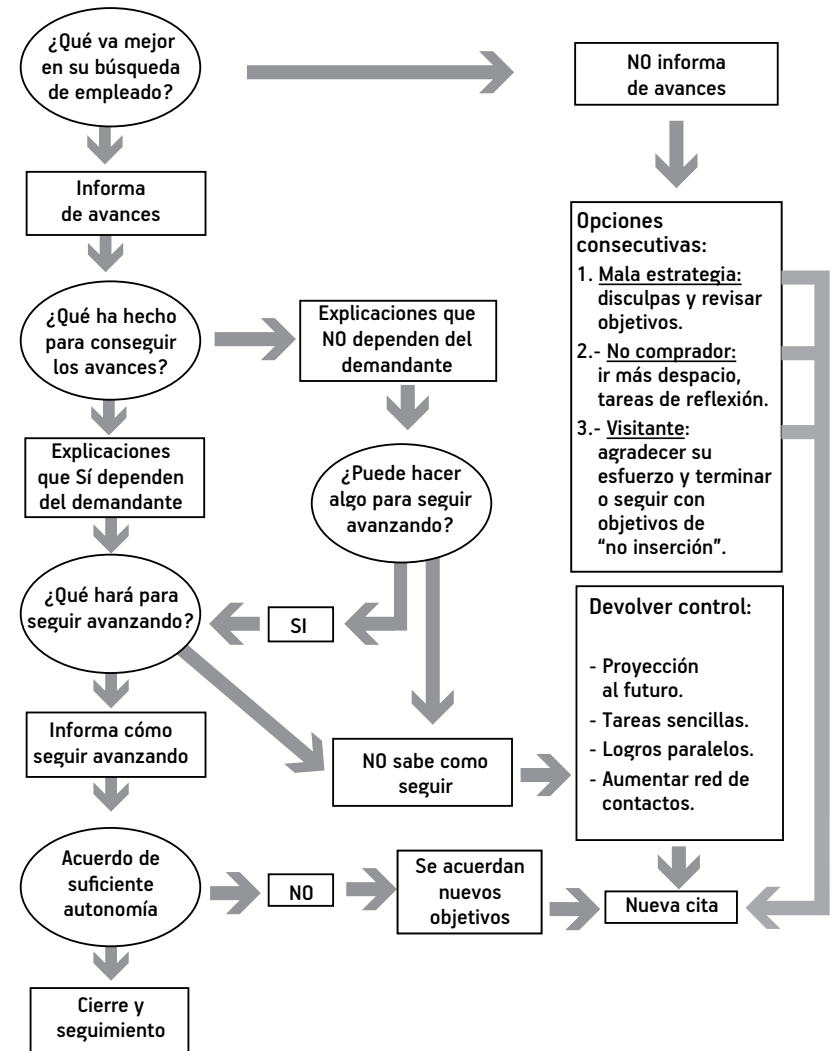 ¿Qué va mejor
en su búsqueda
de empleado?
NO informa
de avances
Informa
de avances
Opciones
consecutivas:
1. Mala estrategia:
disculpas y revisar
objetivos.
2.- No comprador:
ir más despacio,
tareas de reflexión.
3.- Visitante:
agradecer su
esfuerzo y terminar
o seguir con
objetivos de
“no inserción”.
¿Qué ha hecho
para conseguir
los avances?
Explicaciones que
NO dependen del
demandante
Explicaciones
que Sí dependen
del demandante
¿Puede hacer
algo para seguir
avanzando?
¿Qué hará para
seguir avanzando?
SI
Devolver control:
- Proyección
al futuro.
- Tareas sencillas.
- Logros paralelos.
- Aumentar red de
contactos.
Informa cómo
seguir avanzando
NO sabe como
seguir
Acuerdo de
suficiente
autonomía
NO
Se acuerdan
nuevos
objetivos
Nueva cita
Cierre y
seguimiento